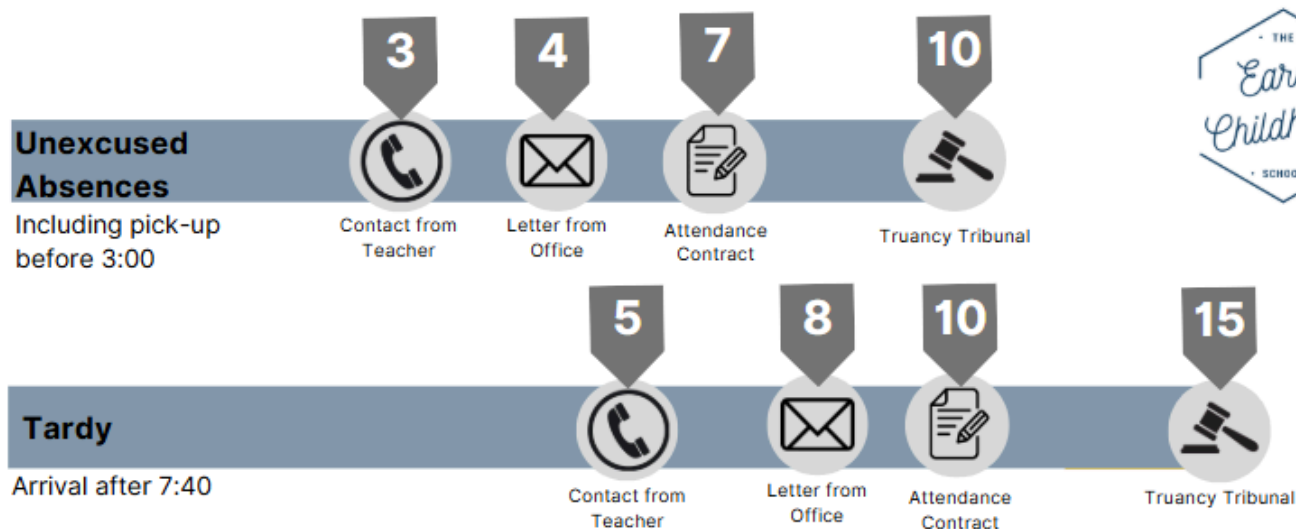 3
4
7
10
Unexcused
Absences
Including pick-up
before 3:00
Contact from
Teacher
Letter from
Office
Attendance
Contract
Truancy Tribunal
THE
5
8
10
15
Tardy
Arrival after 7:40
Contact from
Teacher
Letter from
Office
Attendance
Contract
Truancy Tribunal